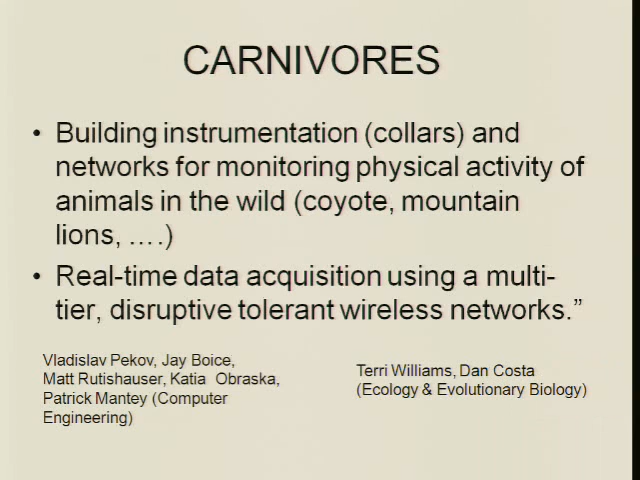 CARNIVORES
• Building instrumentation (collars) and
networks for monitoring physical activity of
animals in the wild (coyote, mountain
lions, ….)
• Real-time data acquisition using a multi-
tier, disruptive tolerant wireless networks.”
Vladislav Pekov, Jay Boice,
Matt Rutishauser, Katia Obraska,
Patrick Mantey (Computer
Engineering)
Terri Williams, Dan Costa
(Ecology & Evolutionary Biology)